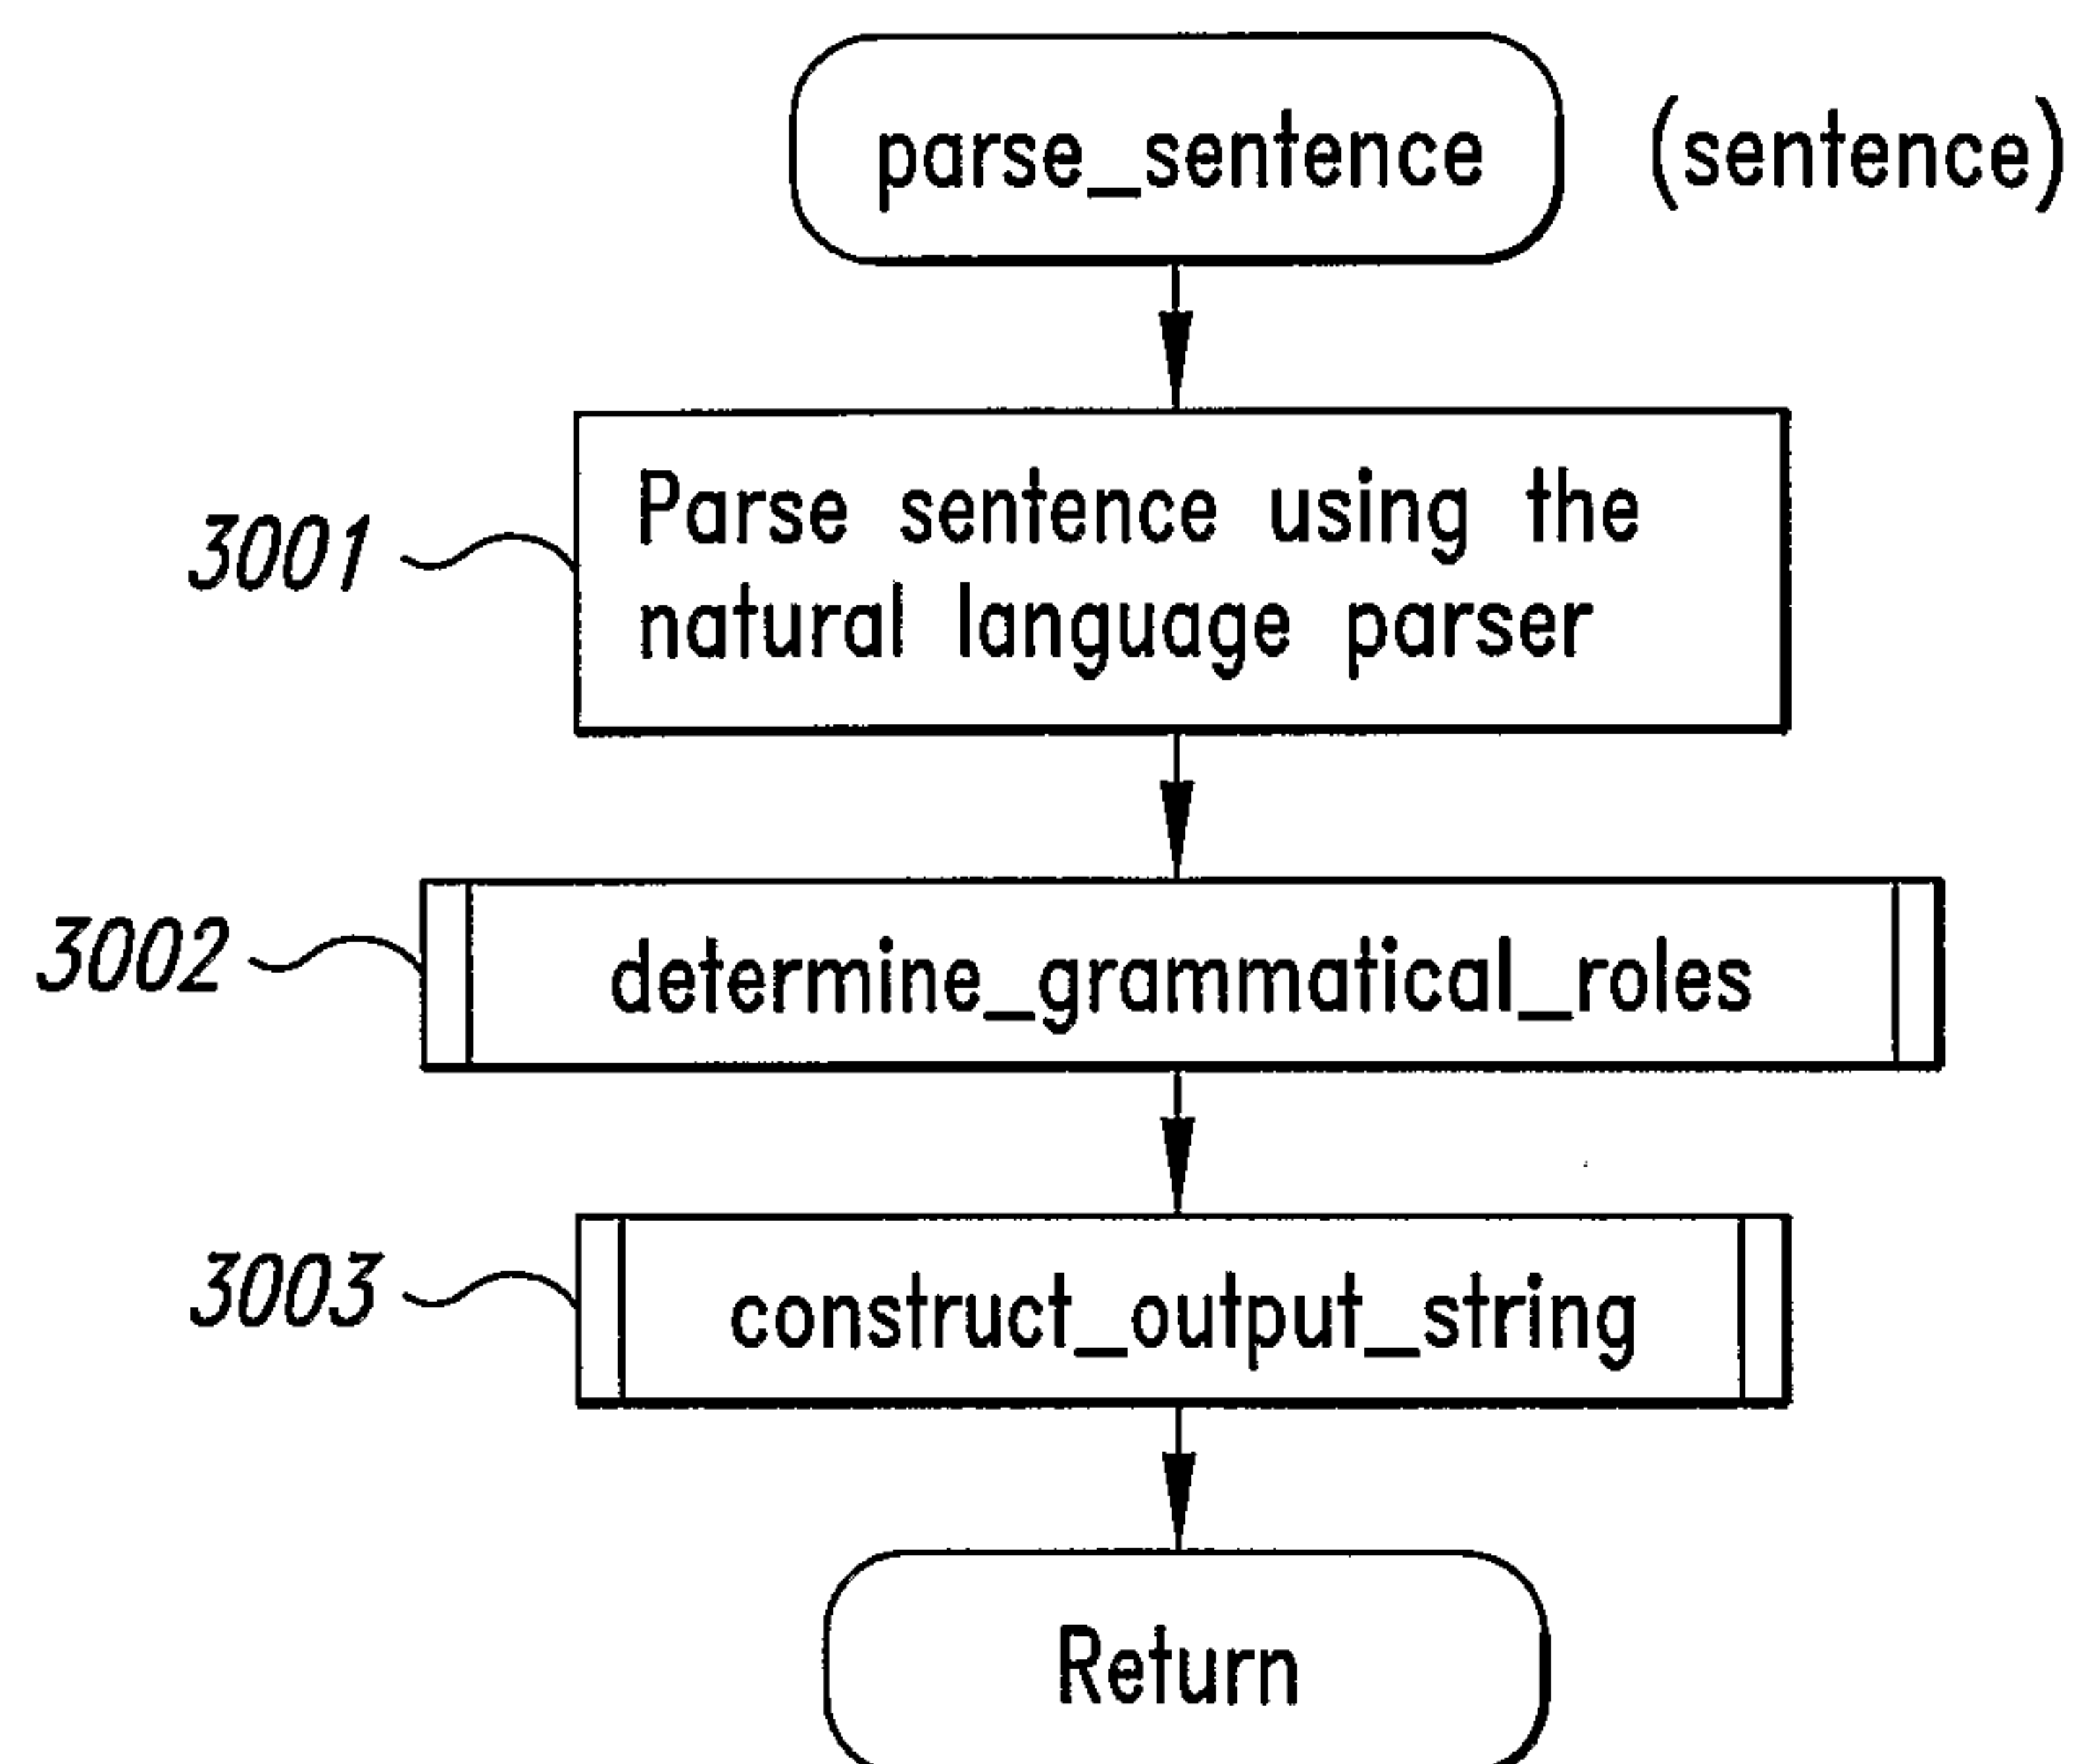 parse_sentence (sentence)
3001
Parse sentence using the
natural language parser
3002
determine_grammatical_roles
3003
construct_output_string
Return